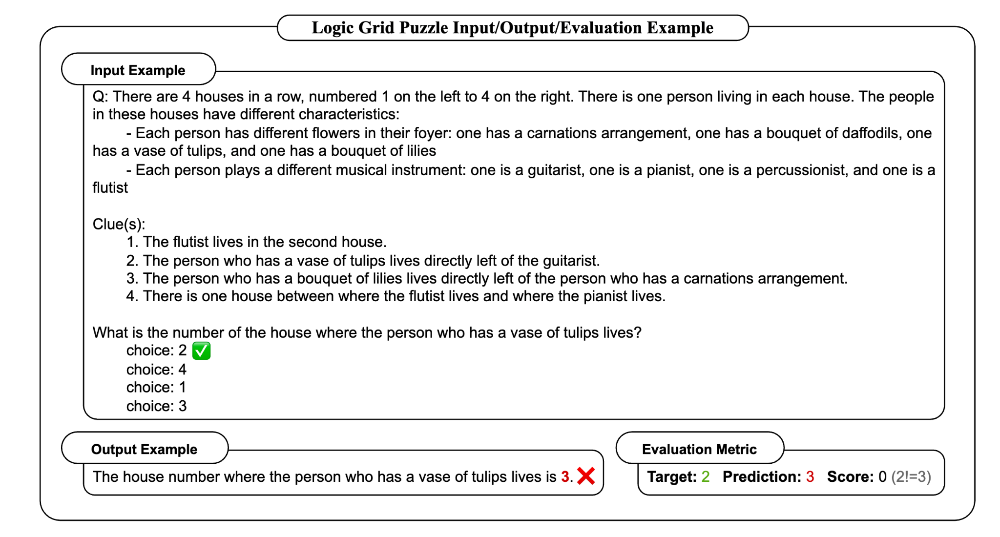 Logic Grid Puzzle Input/Output/Evaluation Example
Input Example
Q: There are 4 houses in a row, numbered 1 on the left to 4 on the right. There is one person living in each house. The people
in these houses have different characteristics:
- Each person has different flowers in their foyer: one has a carnations arrangement, one has a bouquet of daffodils, one
has a vase of tulips, and one has a bouquet of lilies
- Each person plays a different musical instrument: one is a guitarist, one is a pianist, one is a percussionist, and one is a
flutist
Clue(s):
1. The flutist lives in the second house.
2. The person who has a vase of tulips lives directly left of the guitarist.
3. The person who has a bouquet of lilies lives directly left of the person who has a carnations arrangement.
4. There is one house between where the flutist lives and where the pianist lives.
What is the number of the house where the person who has a vase of tulips lives?
choice: 2 ✅
choice: 4
choice: 1
choice: 3
Output Example
The house number where the person who has a vase of tulips lives is 3. ❌
Evaluation Metric
Target: 2 Prediction: 3 Score: 0 (2!=3)